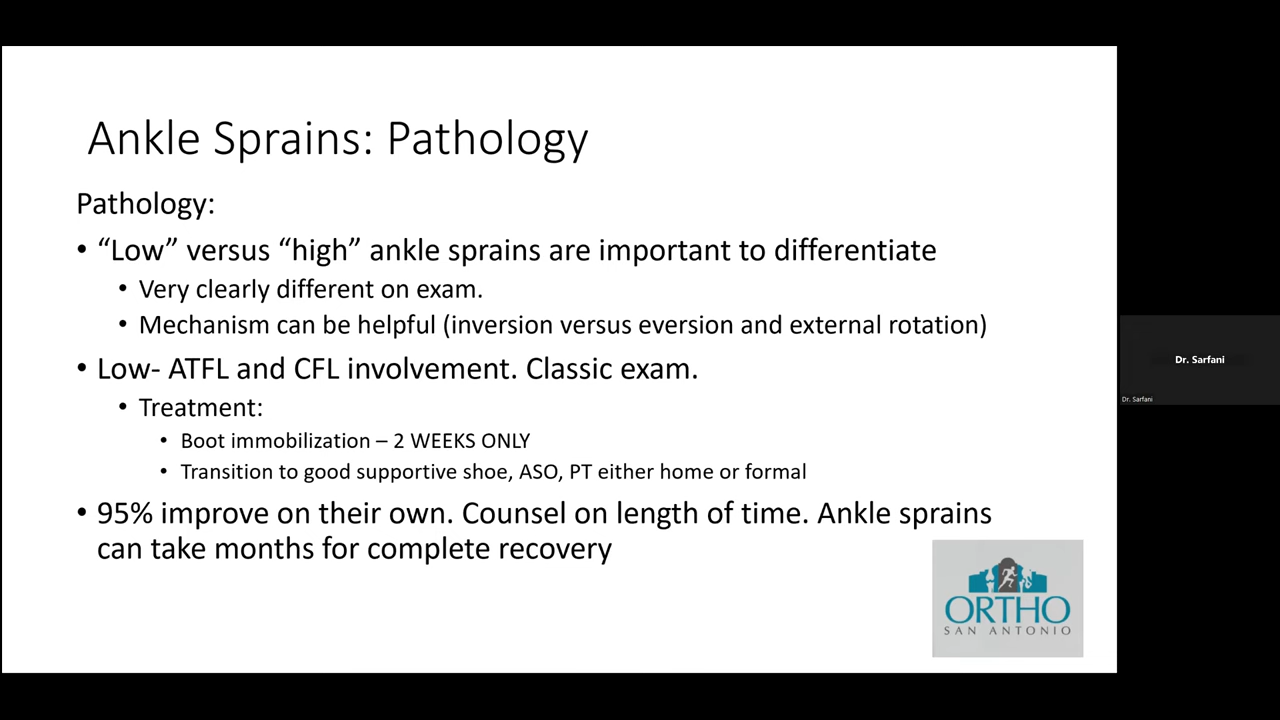 Ankle Sprains: Pathology
Pathology:
• “Low” versus “high” ankle sprains are important to differentiate
• Very clearly different on exam.
• Mechanism can be helpful (inversion versus eversion and external rotation)
• Low- ATFL and CFL involvement. Classic exam.
• Treatment:
• Boot immobilization – 2 WEEKS ONLY
• Transition to good supportive shoe, ASO, PT either home or formal
• 95% improve on their own. Counsel on length of time. Ankle sprains
can take months for complete recovery
ORTHO
SAN ANTONIO
Dr. Sarfani
Dr. Sarfani